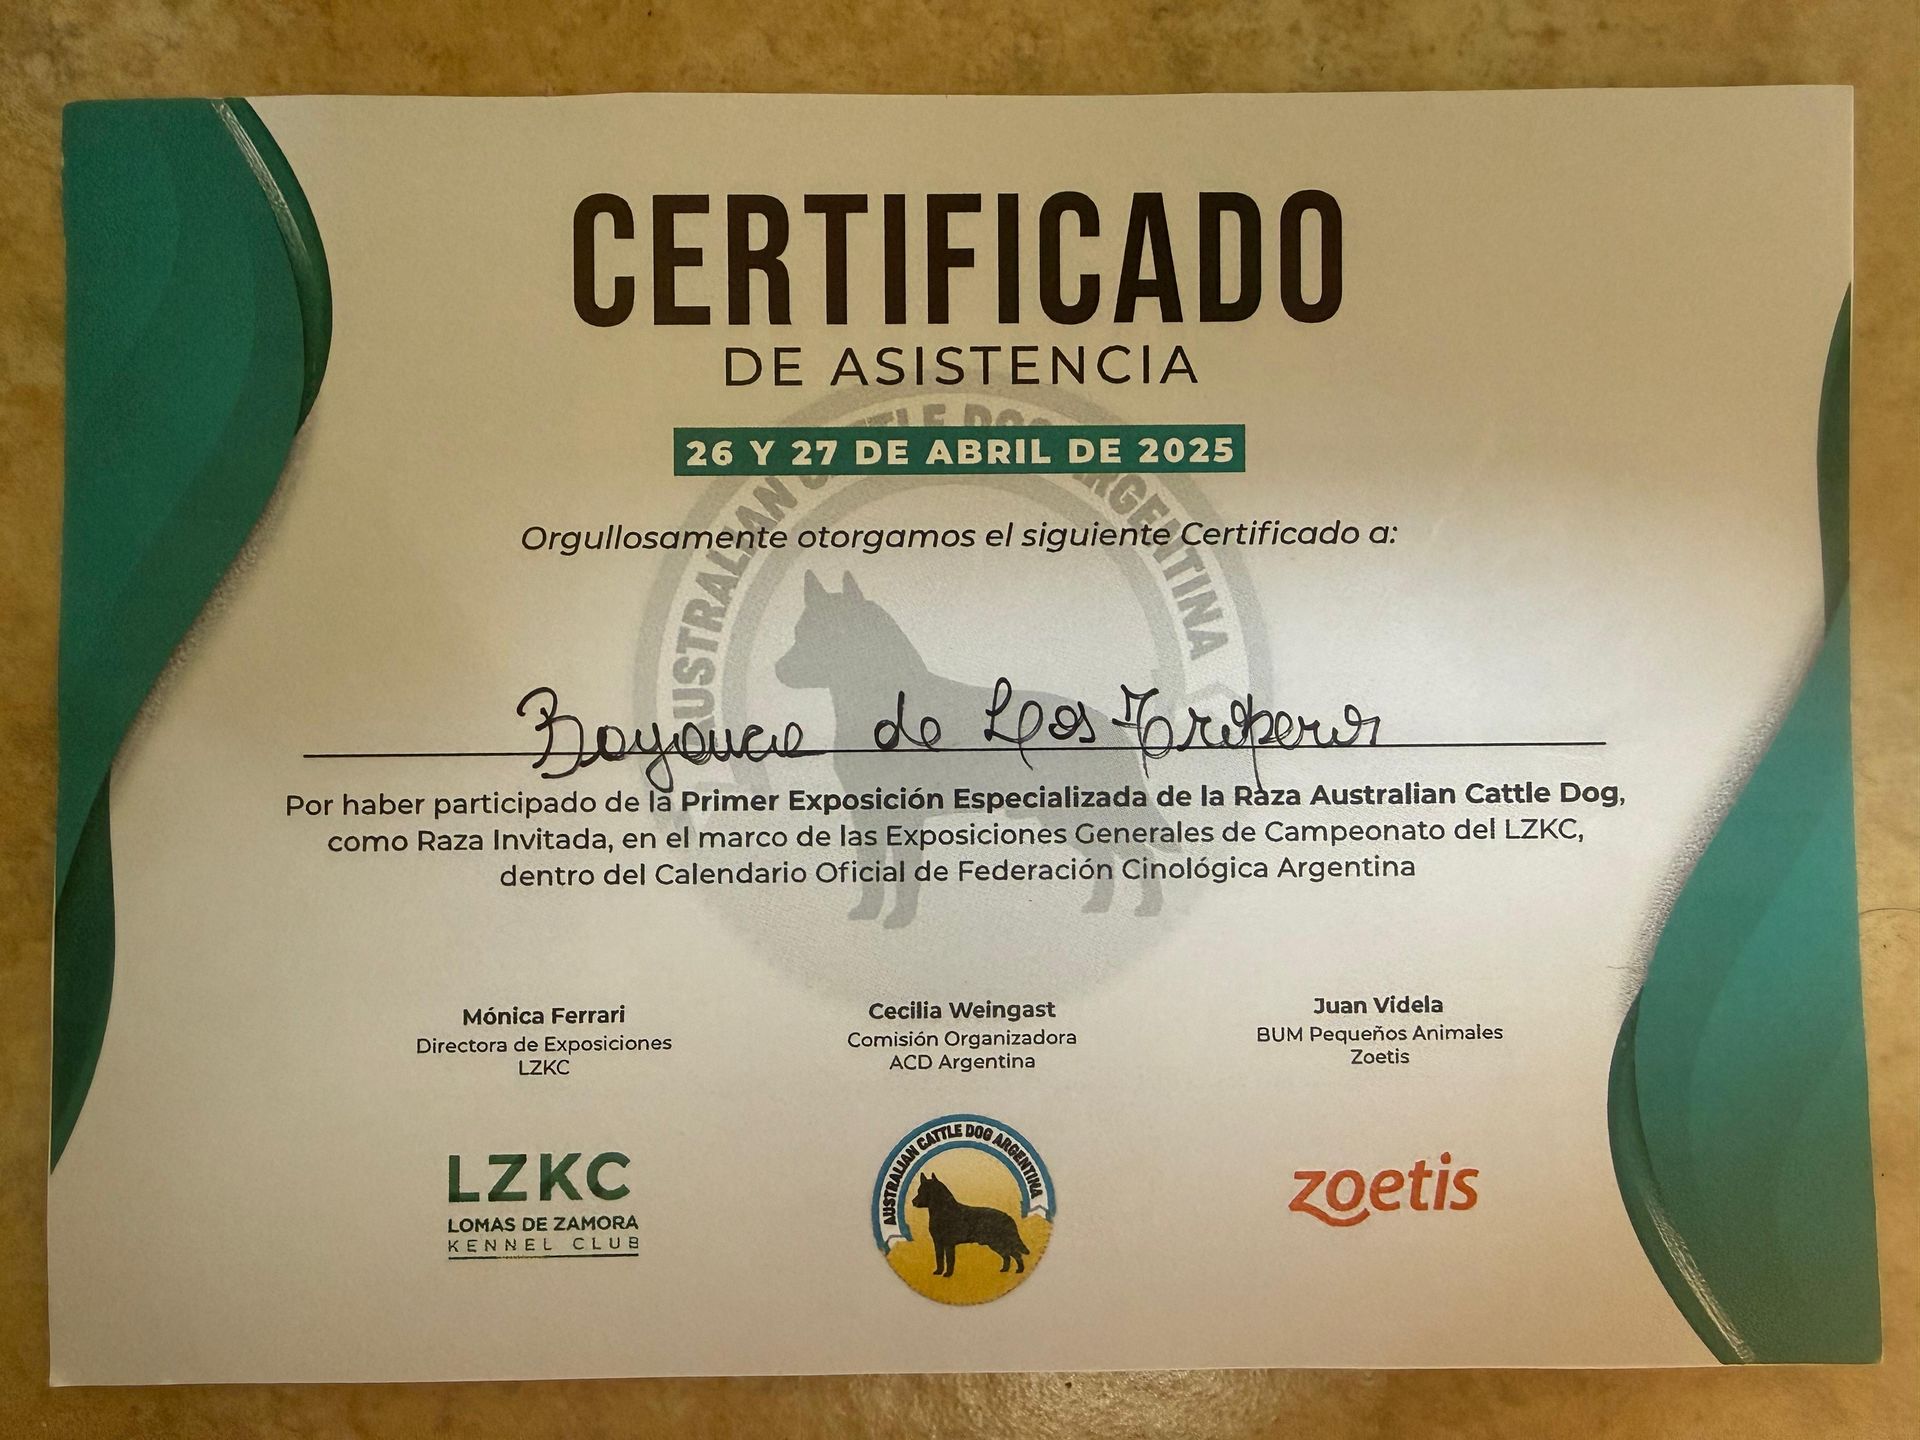 CERTIFICADO
DE ASISTENCIA
26 Y 27 DE ABRIL DE 2025
Orgullosamente otorgamos el siguiente Certificado a:
de Los Troperos
Por haber participado de la Primer Exposición Especializada de la Raza Australian Cattle Dog,
como Raza Invitada, en el marco de las Exposiciones Generales de Campeonato del LZKC,
dentro del Calendario Oficial de Federación Cinológica Argentina
Mónica Ferrari
Directora de Exposiciones
LZKC
Cecilia Weingast
Comisión Organizadora
ACD Argentina
Juan Videla
BUM Pequeños Animales
Zoetis
LZKC
LOMAS DE ZAMORA
KENNEL CLUB
AUSTRALIAN CATTLE DOG ARGENTINA
zoetis